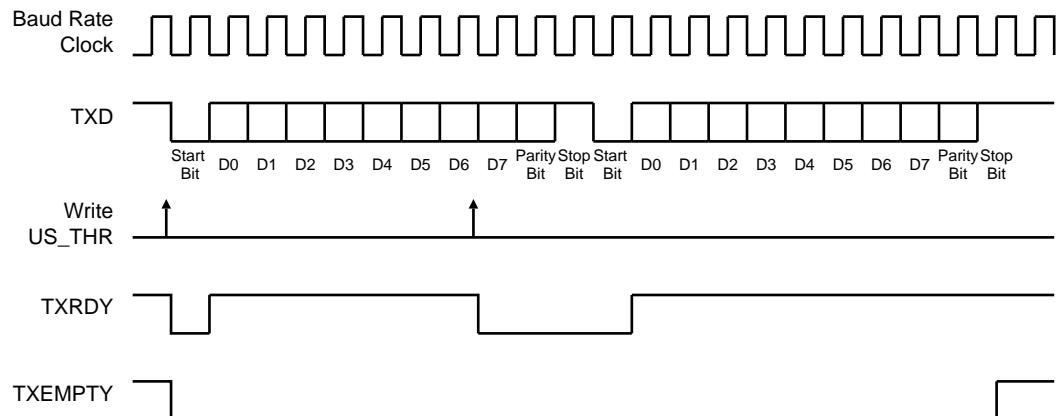 Baud Rate
Clock
TXD
Start
Bit
D0
D1
D2
D3
D4
D5
D6
D7
Parity
Bit
Stop
Bit
Start
Bit
D0
D1
D2
D3
D4
D5
D6
D7
Parity
Bit
Stop
Bit
Write
US_THR
TXRDY
TXEMPTY